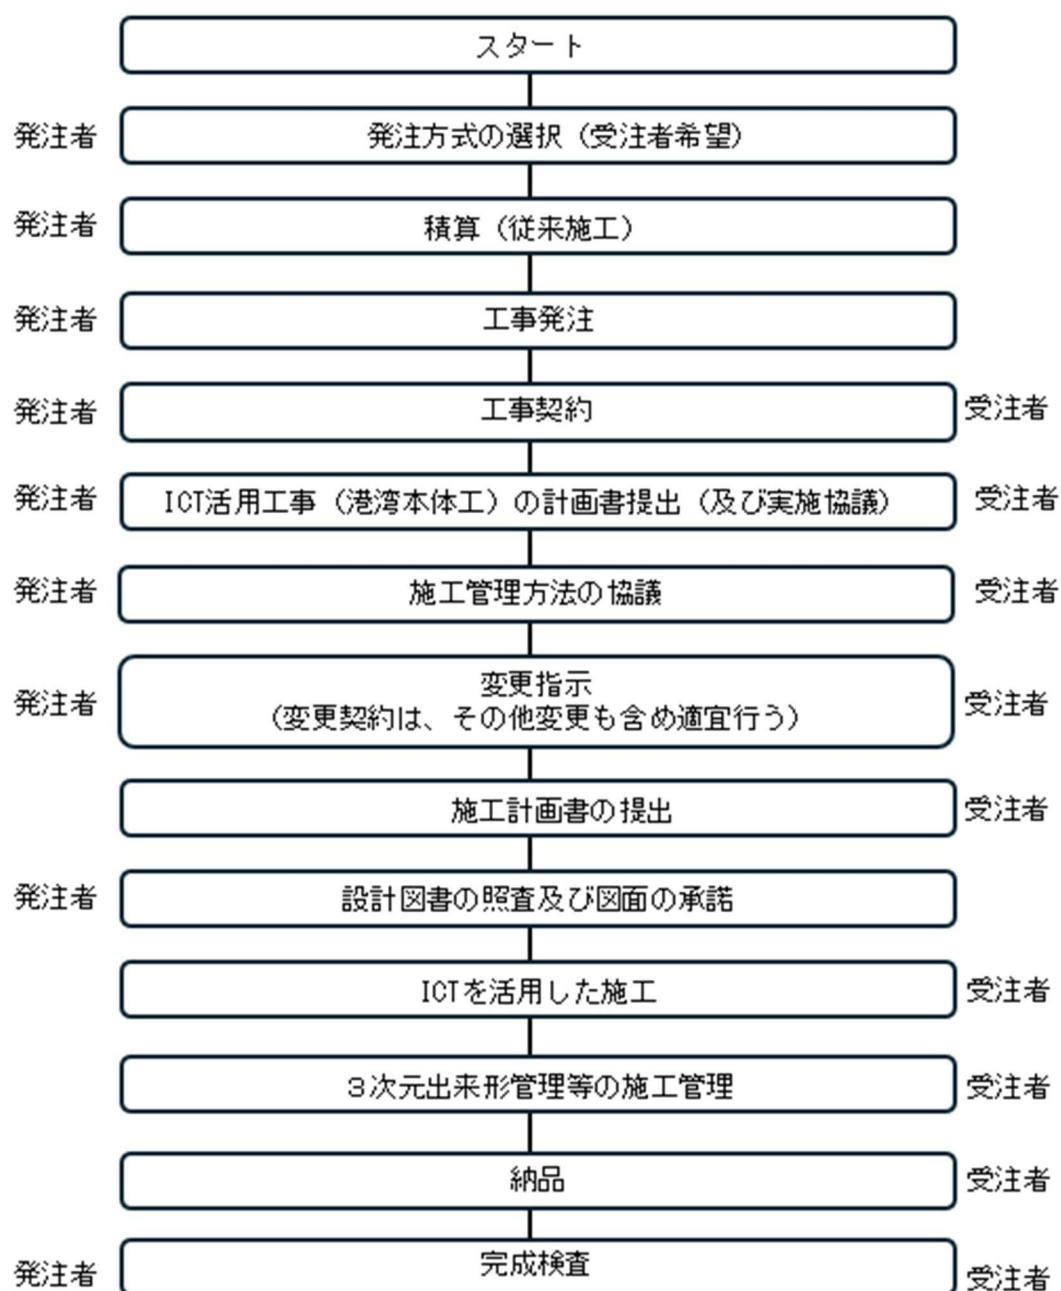 スタート
発注者 発注方式の選択（受注者希望）
発注者 積算（従来施工）
発注者 工事発注
発注者 工事契約 受注者
発注者 ICT活用工事（港湾本体工）の計画書提出（及び実施協議） 受注者
発注者 施工管理方法の協議 受注者
変更指示
発注者 （変更契約は、その他変更も含め適宜行う） 受注者
施工計画書の提出 受注者
発注者 設計図書の照査及び図面の承諾
ICTを活用した施工 受注者
３次元出来形管理等の施工管理 受注者
納品 受注者
発注者 完成検査 受注者